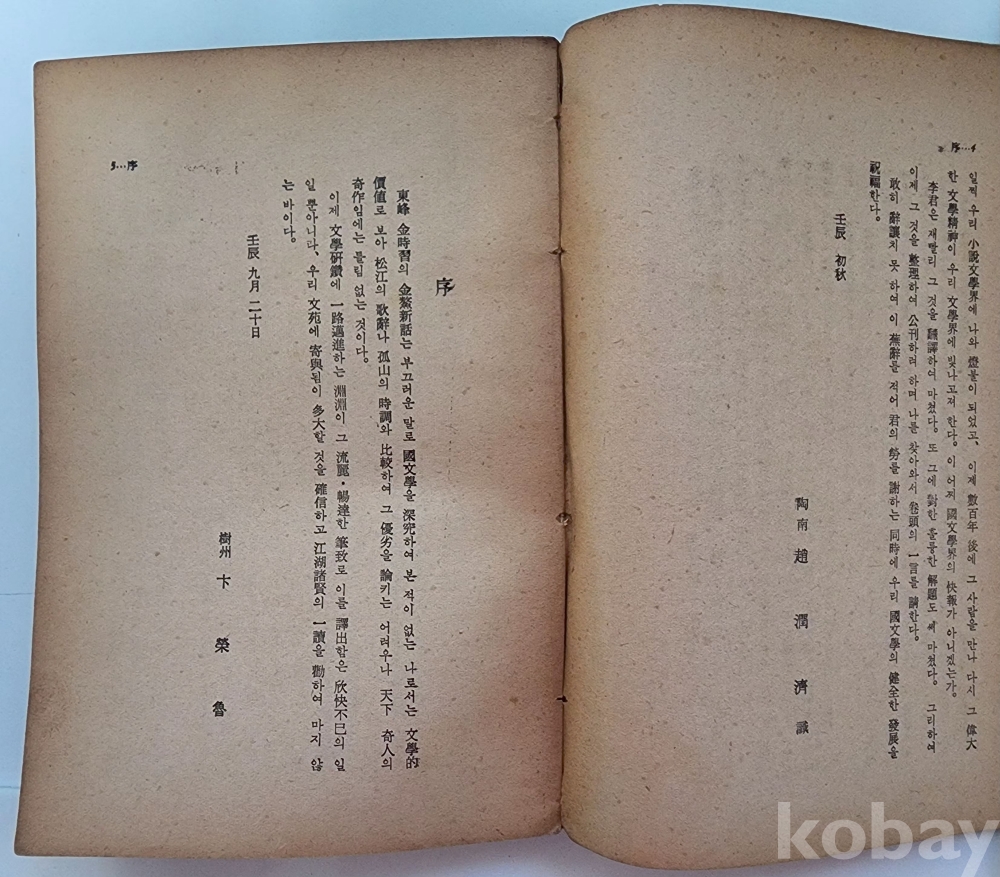 序…4
일찍 우리 小說文學界에 나와 燈불이 되었고, 이제 數百年 後에 그 사람을 만나 다시 그 偉大
한 文學精神이 우리 文學界에 빛나고져 한다. 이 어찌 國文學界의 快報가 아니겠는가.
李君은 재빨리 그것을 飜譯하여 마쳤다. 또 그에 對한 훌륭한 解題도 써 마쳤다. 그리하여
이제 그것을 整理하여 公刊하려 하며 나를 찾아와서 卷頭의 一言을 請한다.
敢히 辭讓치 못 하여 이 蕪辭를 적어 君의 勞를 謝하는 同時에 우리 國文學의 健全한 發展을
祝福한다.
壬辰 初秋
陶南 趙 潤 濟 識
5…序
序
東峰 金時習의 金鰲新話는 부끄러운 말로 國文學을 深究하여 본 적이 없는 나로서는 文學的
價値로 보아 松江의 歌辭나 孤山의 時調와 比較하여 그 優劣을 論키는 어려우나 天下 奇人의
奇作임에는 틀림 없는 것이다.
이제 文學硏鑽에 一路邁進하는 淵淵이 그 流麗·暢達한 筆致로 이를 譯出함은 欣快不已의 일
일 뿐아니라, 우리 文苑에 寄與됨이 多大할 것을 確信하고 江湖諸賢의 一讀을 勸하여 마지 않
는 바이다.
壬辰 九月 二十日
樹州 卞 榮 魯
kobay